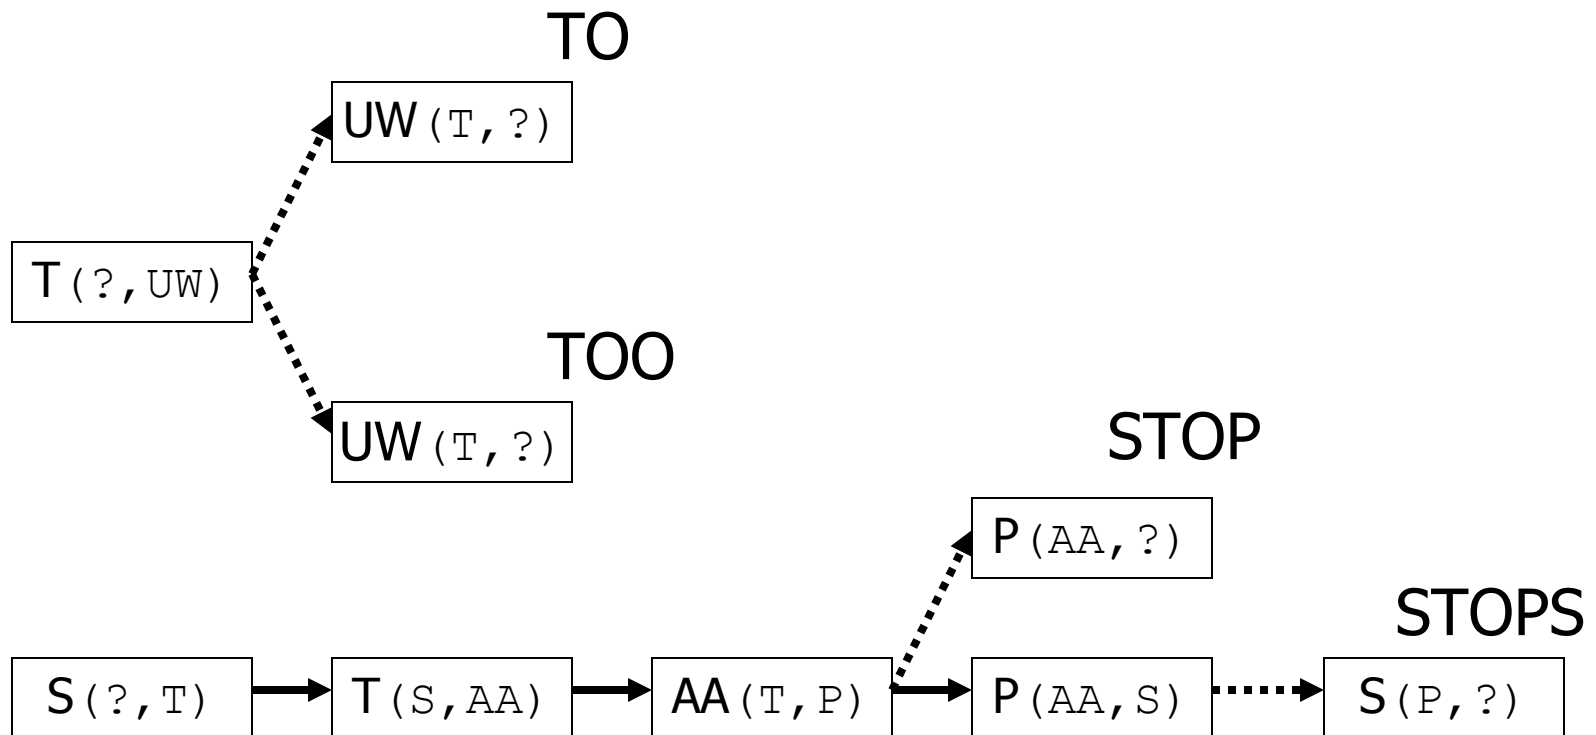 TO
UW(T,?)
T(?,UW)
TOO
UW(T,?)
STOP
P(AA,?)
STOPS
S(?,T) T(S,AA) AA(T,P) P(AA,S) S(P,?)